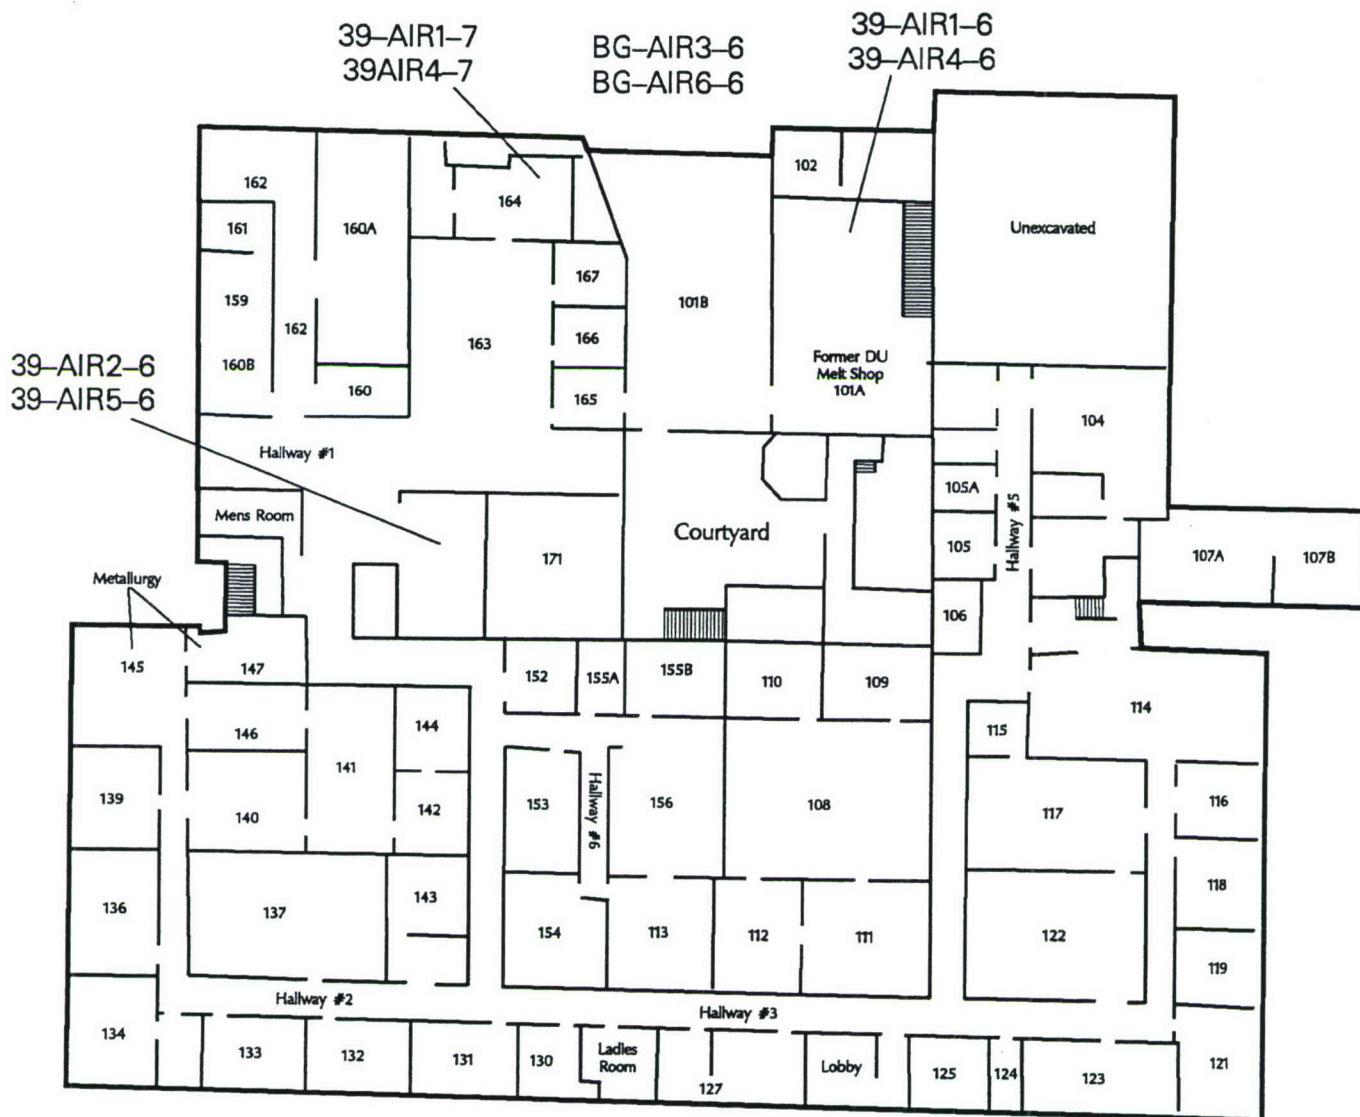 39-AIR1-7
39AIR4-7
BG-AIR3-6
BG-AIR6-6
39-AIR1-6
39-AIR4-6
102
162
164
161
160A
Unexcavated
167
101B
159
162
163
166
160B
Former DU
Melt Shop
101A
39-AIR2-6
39-AIR5-6
160
165
104
Hallway #1
105A
Mens Room
Courtyard
Hallway #5
171
105
107A
107B
Metallurgy
106
145
147
152
155A
155B
110
109
114
146
144
115
141
139
153
Hallway #6
156
108
116
140
142
117
136
137
143
118
154
113
112
111
122
119
Hallway #2
Hallway #3
134
133
132
131
130
Ladies
Room
127
Lobby
125
124
123
121